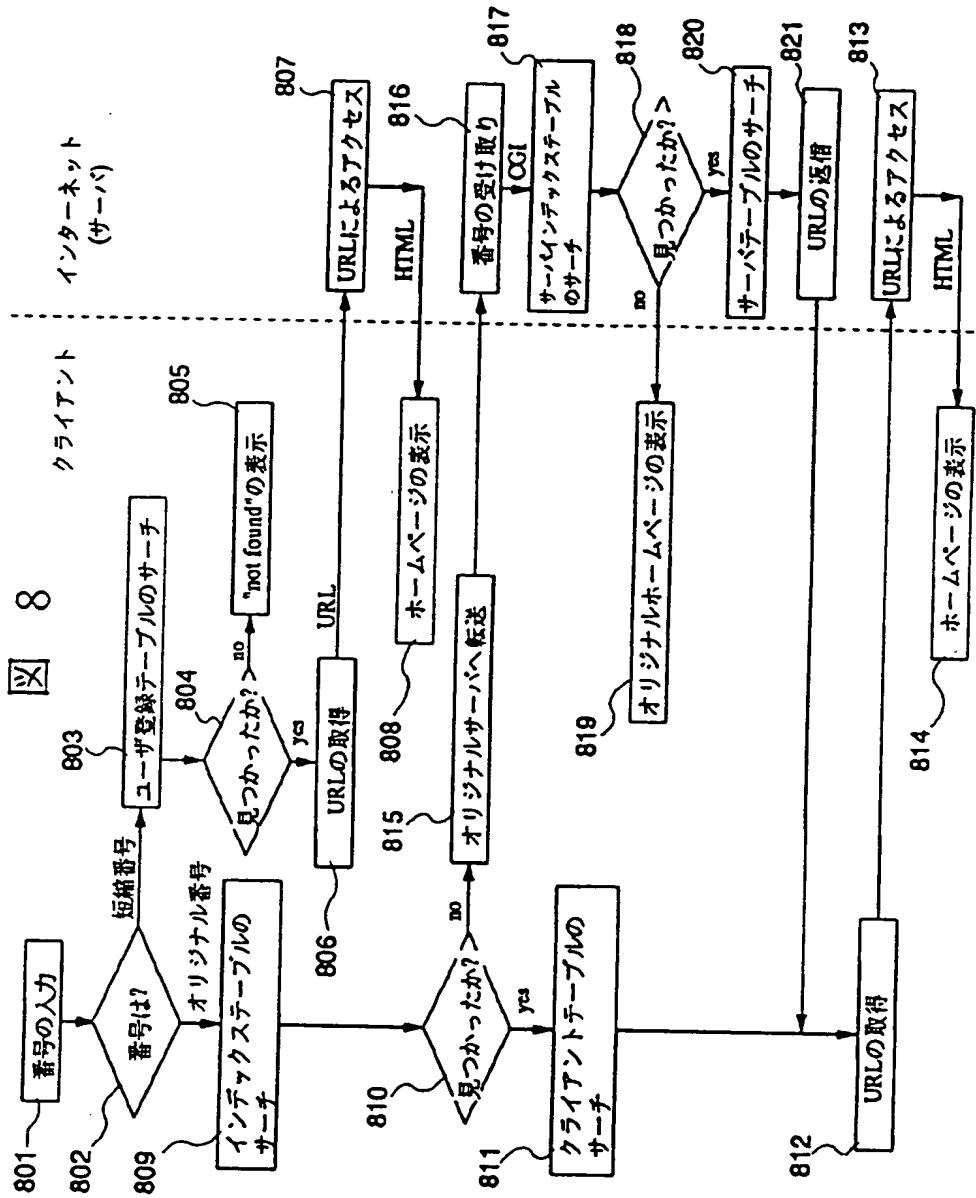 図 8
クライアント
インターネット
(サーバ)
801
番号の入力
802
番号は?
短縮番号
オリジナル番号
803
ユーザ登録テーブルのサーチ
804
見つかったか?
no
yes
805
"not found"の表示
806
URLの取得
URL
807
URLによるアクセス
HTML
808
ホームページの表示
809
インデックステーブルの
サーチ
810
見つかったか?
no
yes
815
オリジナルサーバへ転送
816
番号の受け取り
CGI
817
サーバインデックステーブル
のサーチ
818
見つかったか?
no
yes
819
オリジナルホームページの表示
820
サーバテーブルのサーチ
821
URLの返信
811
クライアントテーブルの
サーチ
812
URLの取得
813
URLによるアクセス
HTML
814
ホームページの表示